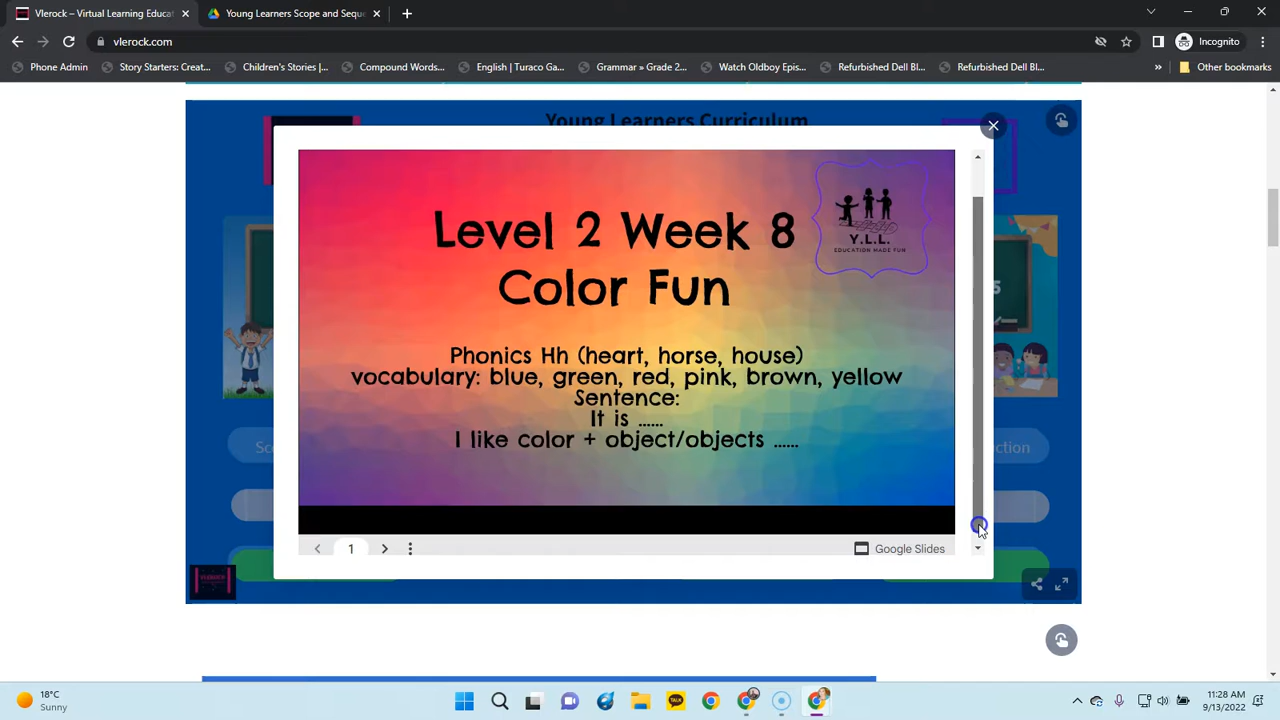 Vlerock – Virtual Learning Educat
Young Learners Scope and Seque
vlerock.com
Incognito
Phone Admin
Story Starters: Creat...
Children's Stories |...
Compound Words...
English | Turaco Ga...
Grammar » Grade 2...
Watch Oldboy Epis...
Refurbished Dell Bl...
Refurbished Dell Bl...
»
Other bookmarks
Young Learners Curriculum
Level 2 Week 8
Color Fun
Y.L.L.
EDUCATION MADE FUN
Phonics Hh (heart, horse, house)
vocabulary: blue, green, red, pink, brown, yellow
Sentence:
It is ......
I like color + object/objects ......
Sc
ction
1
Google Slides
18°C
Sunny
11:28 AM
9/13/2022